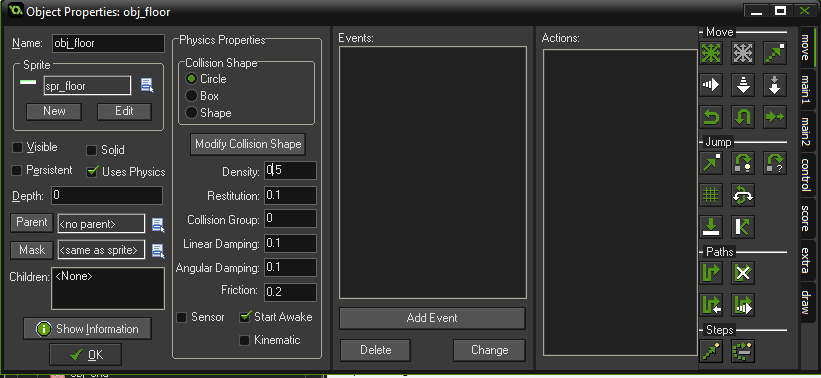 Object Properties: obj_floor
Name: obj_floor
Sprite
spr_floor
New Edit
Visible Solid
Persistent Uses Physics
Depth: 0
Parent <no parent>
Mask <same as sprite>
Children: <None>
Show Information
OK
Physics Properties
Collision Shape
Circle
Box
Shape
Modify Collision Shape
Density: 0.5
Restitution: 0.1
Collision Group: 0
Linear Damping: 0.1
Angular Damping: 0.1
Friction: 0.2
Sensor Start Awake
Kinematic
Events:
Add Event
Delete Change
Actions:
Move
Jump
Paths
Steps
move
main1
main2
control
score
extra
draw